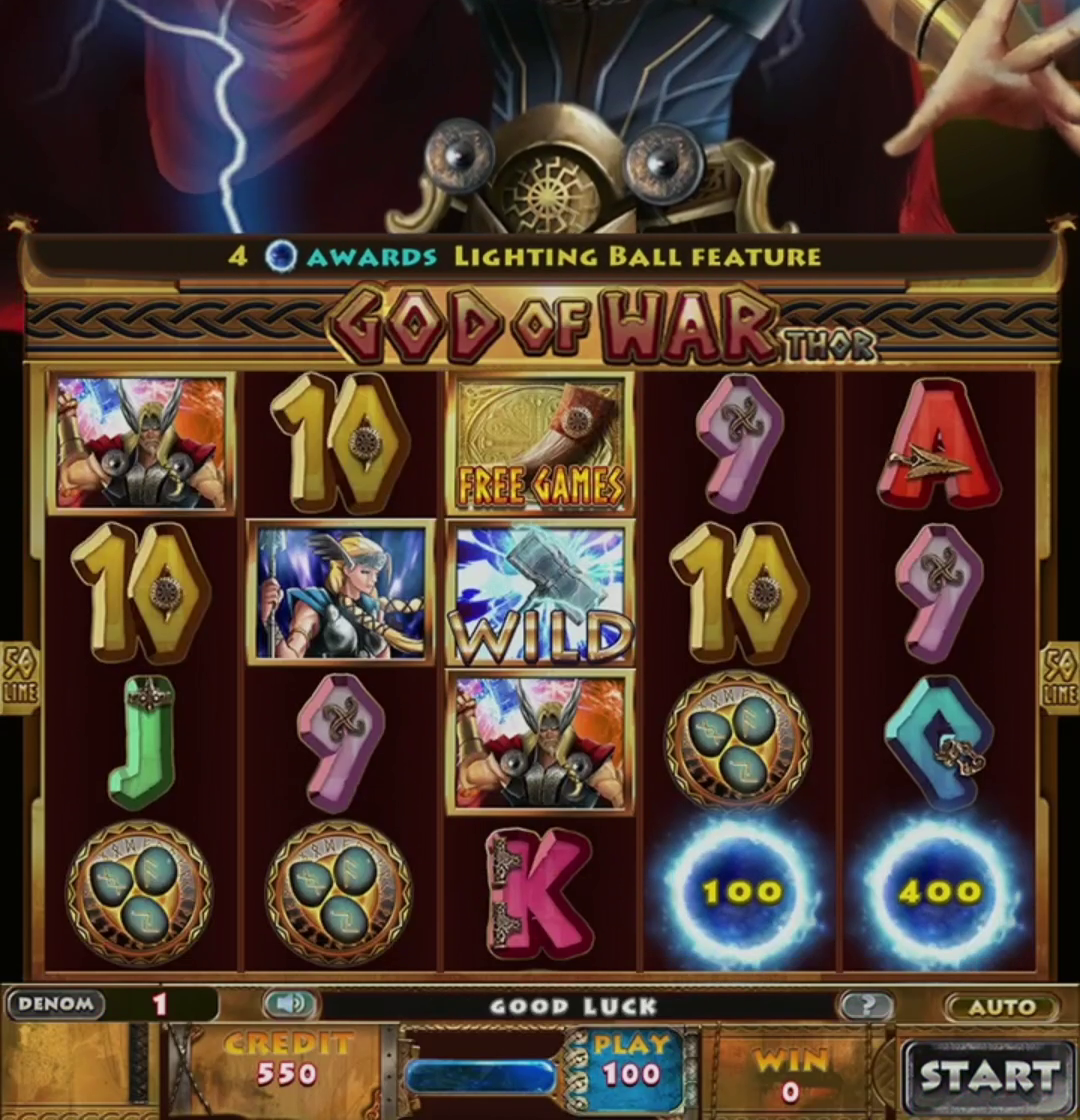 4 AWARDS LIGHTING BALL FEATURE
GOD OF WAR THOR
10 FREE GAMES 9 A
10 WILD 10 9
50 LINE
50 LINE
J 9 Q
K 100 400
DENOM 1 GOOD LUCK ? AUTO
CREDIT PLAY WIN START
550 100 0